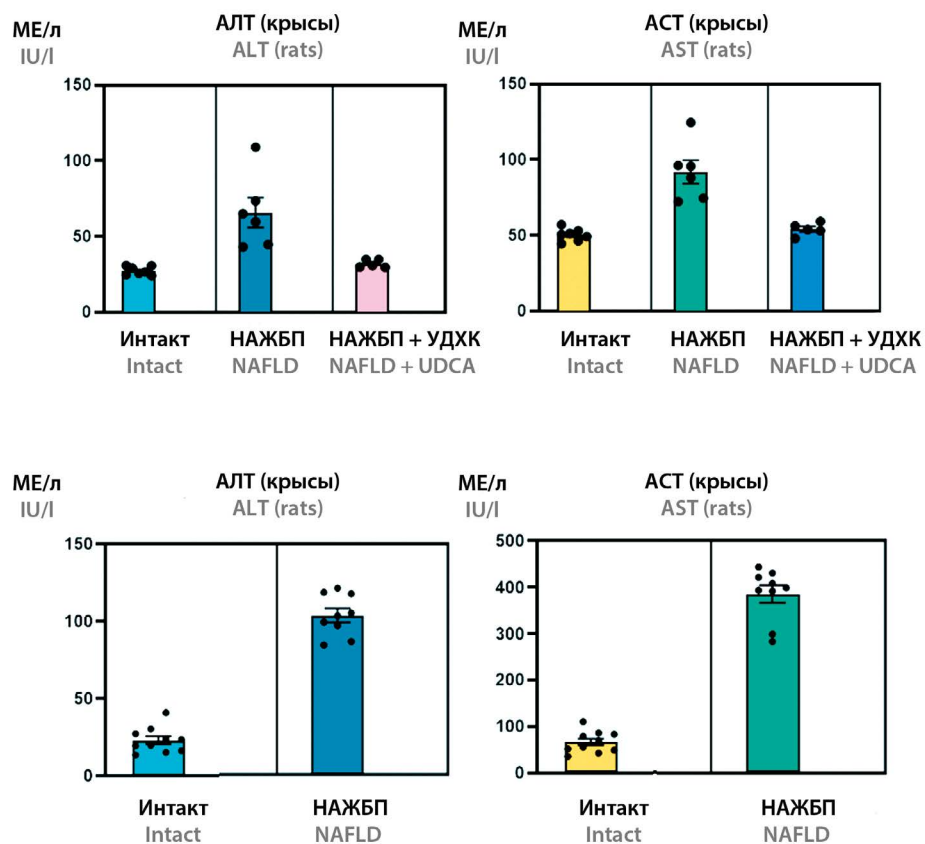 МЕ/л
IU/l
АЛТ (крысы)
ALT (rats)
150
100
50
0
Интакт
Intact
НАЖБП
NAFLD
НАЖБП + УДХК
NAFLD + UDCA
МЕ/л
IU/l
АСТ (крысы)
AST (rats)
150
100
50
0
Интакт
Intact
НАЖБП
NAFLD
НАЖБП + УДХК
NAFLD + UDCA
МЕ/л
IU/l
АЛТ (крысы)
ALT (rats)
150
100
50
0
Интакт
Intact
НАЖБП
NAFLD
МЕ/л
IU/l
АСТ (крысы)
AST (rats)
500
400
300
200
100
0
Интакт
Intact
НАЖБП
NAFLD